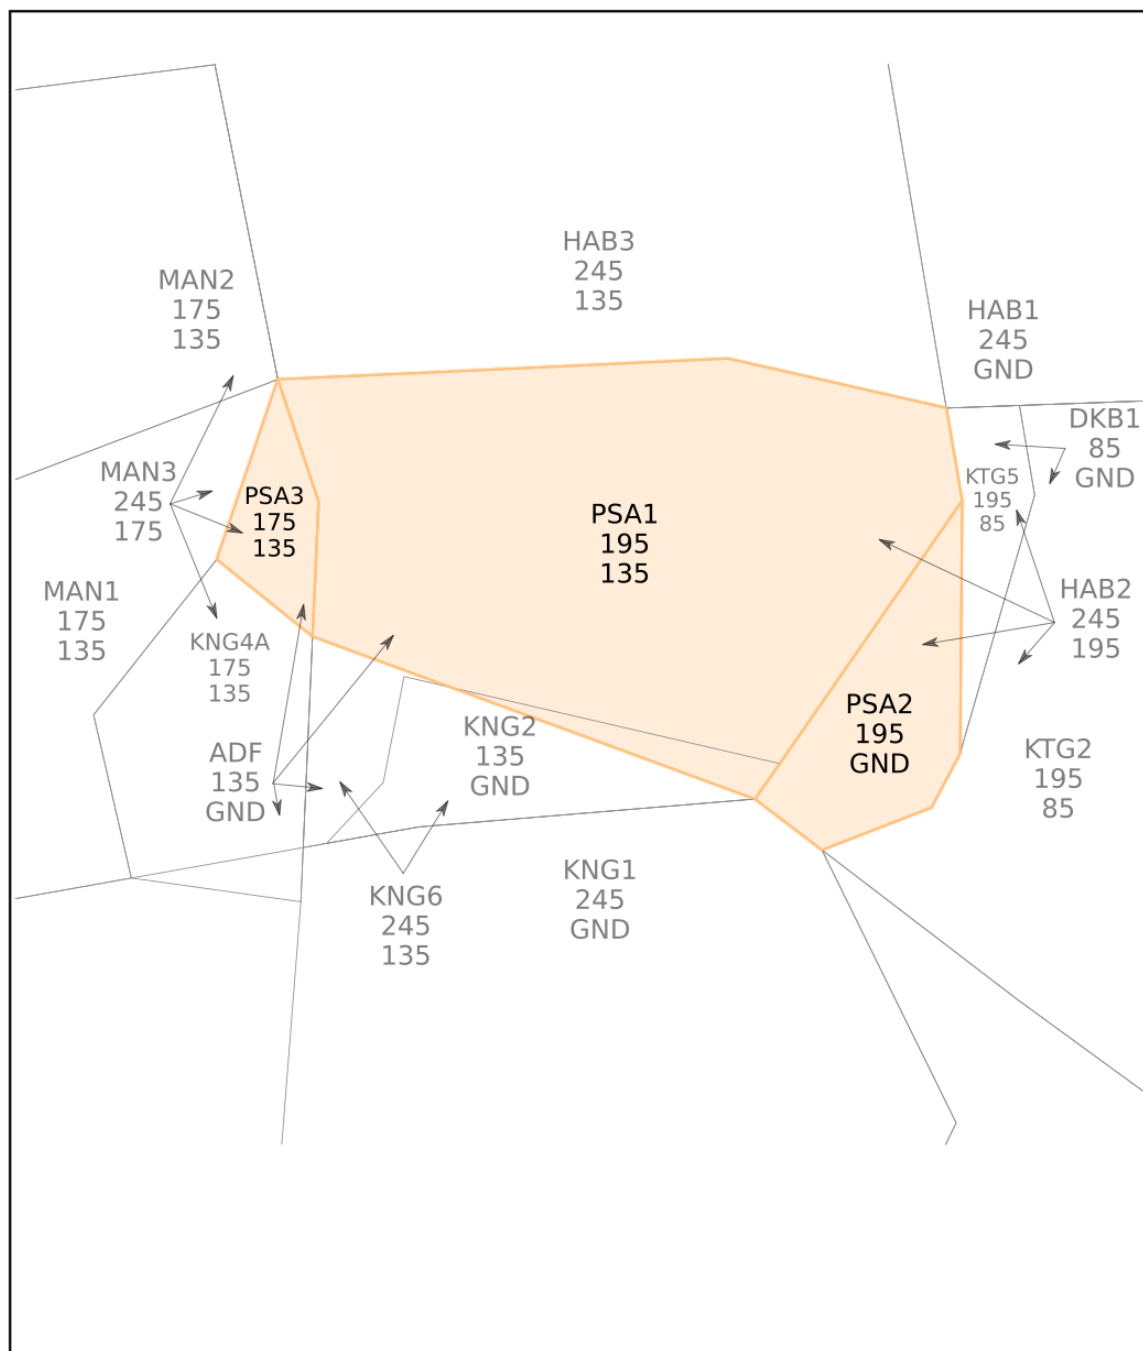 HAB3
245
135
MAN2
175
135
HAB1
245
GND
DKB1
85
GND
MAN3
245
175
KTG5
195
85
PSA3
175
135
PSA1
195
135
MAN1
175
135
HAB2
245
195
KNG4A
175
135
PSA2
195
GND
KNG2
135
GND
ADF
135
GND
KTG2
195
85
KNG1
245
GND
KNG6
245
135